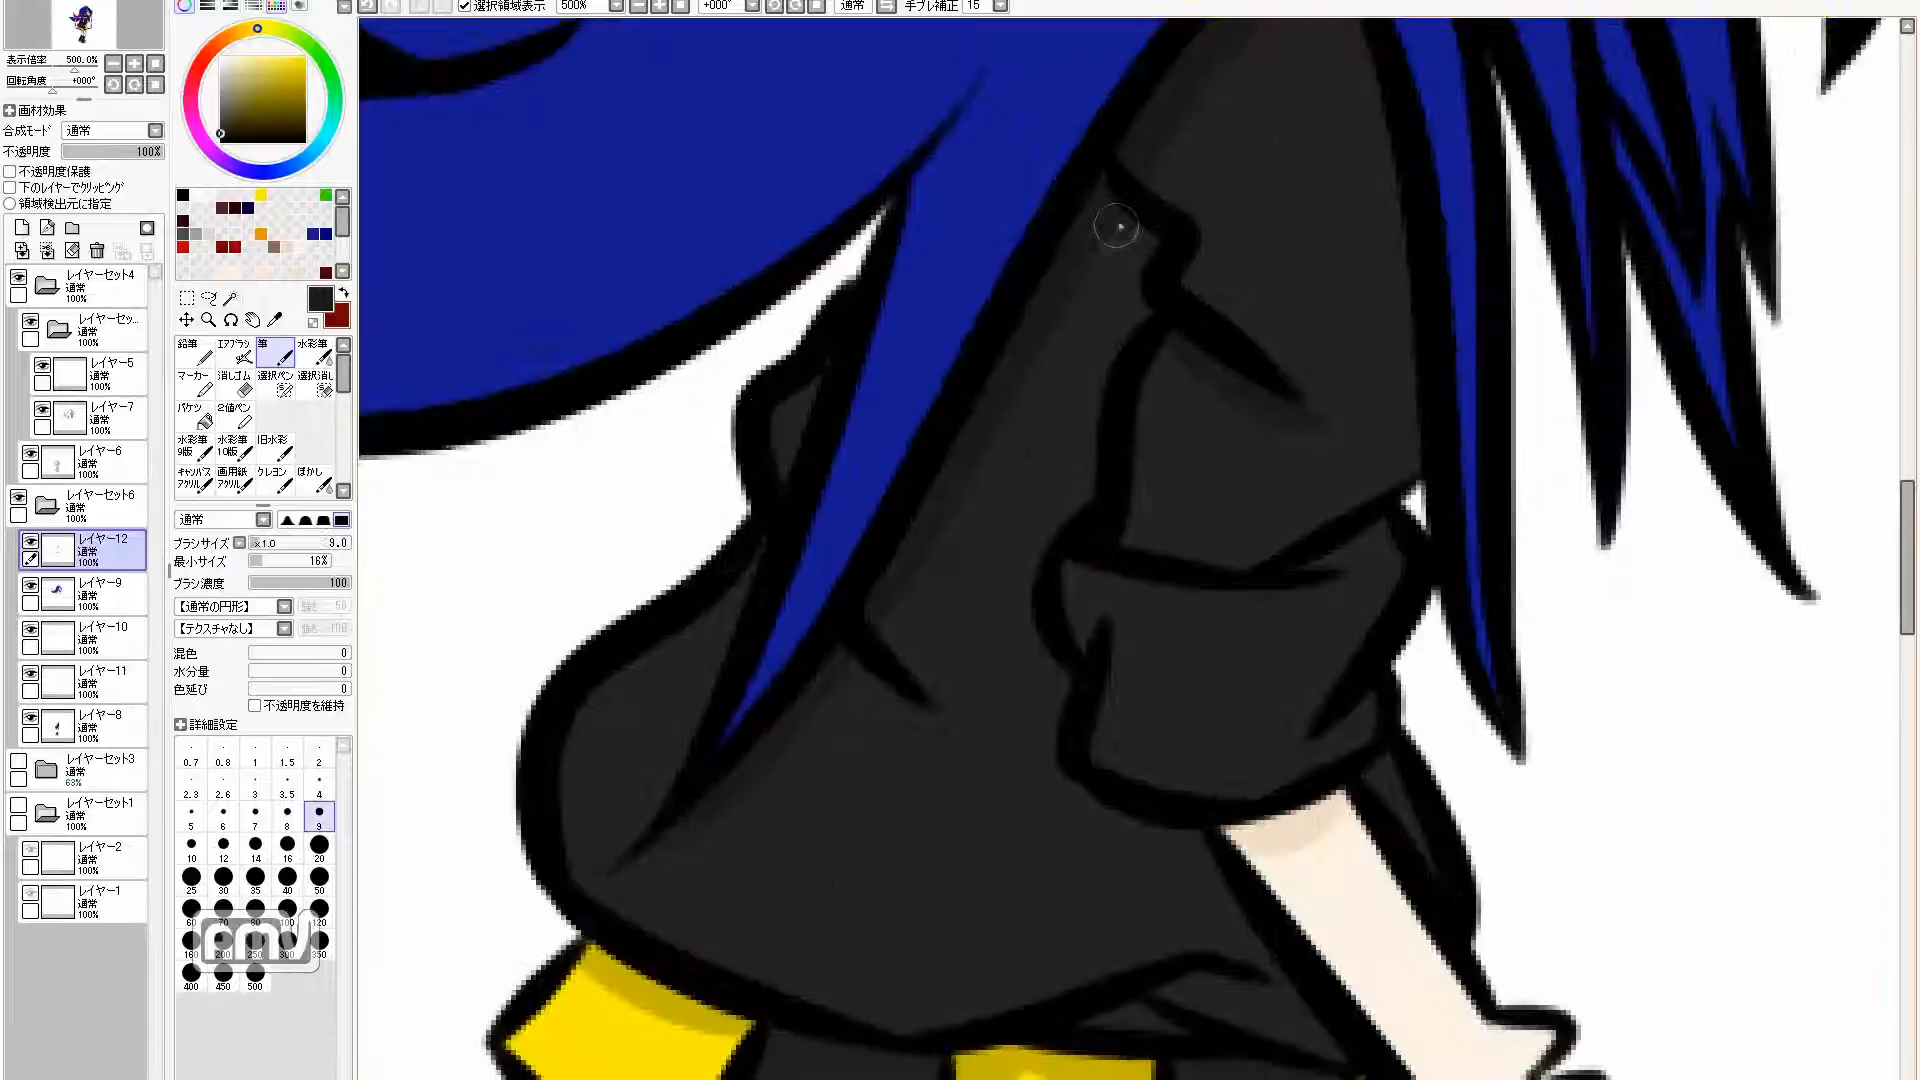 選択領域表示 500% +000° 通常 手ブレ補正 15
表示倍率 500.0%
回転角度 +000°
画材効果
合成モード 通常
不透明度 100%
不透明度保護
下のレイヤーでクリッピング
領域検出元に指定
レイヤーセット4
通常
100%
レイヤーセッ...
通常
100%
レイヤー5
通常
100%
レイヤー7
通常
100%
レイヤー6
通常
100%
レイヤーセット6
通常
100%
レイヤー12
通常
100%
レイヤー9
通常
100%
レイヤー10
通常
100%
レイヤー11
通常
100%
レイヤー8
通常
100%
レイヤーセット3
通常
63%
レイヤーセット1
通常
100%
レイヤー2
通常
100%
レイヤー1
通常
100%
鉛筆 エアブラシ 筆 水彩筆
マーカー 消しゴム 選択ペン 選択消し
バケツ 2値ペン
水彩筆 水彩筆 旧水彩
9版 10版
キャンバス 画用紙 クレヨン ぼかし
アクリル アクリル
通常
ブラシサイズ x1.0 9.0
最小サイズ 16%
ブラシ濃度 100
【通常の円形】 強さ 50
【テクスチャなし】 強さ 100
混色 0
水分量 0
色延び 0
不透明度を維持
詳細設定
0.7 0.8 1 1.5 2
2.3 2.6 3 3.5 4
5 6 7 8 9
10 12 14 16 20
25 30 35 40 50
60 70 80 100 120
160 200 250 300 350
400 450 500